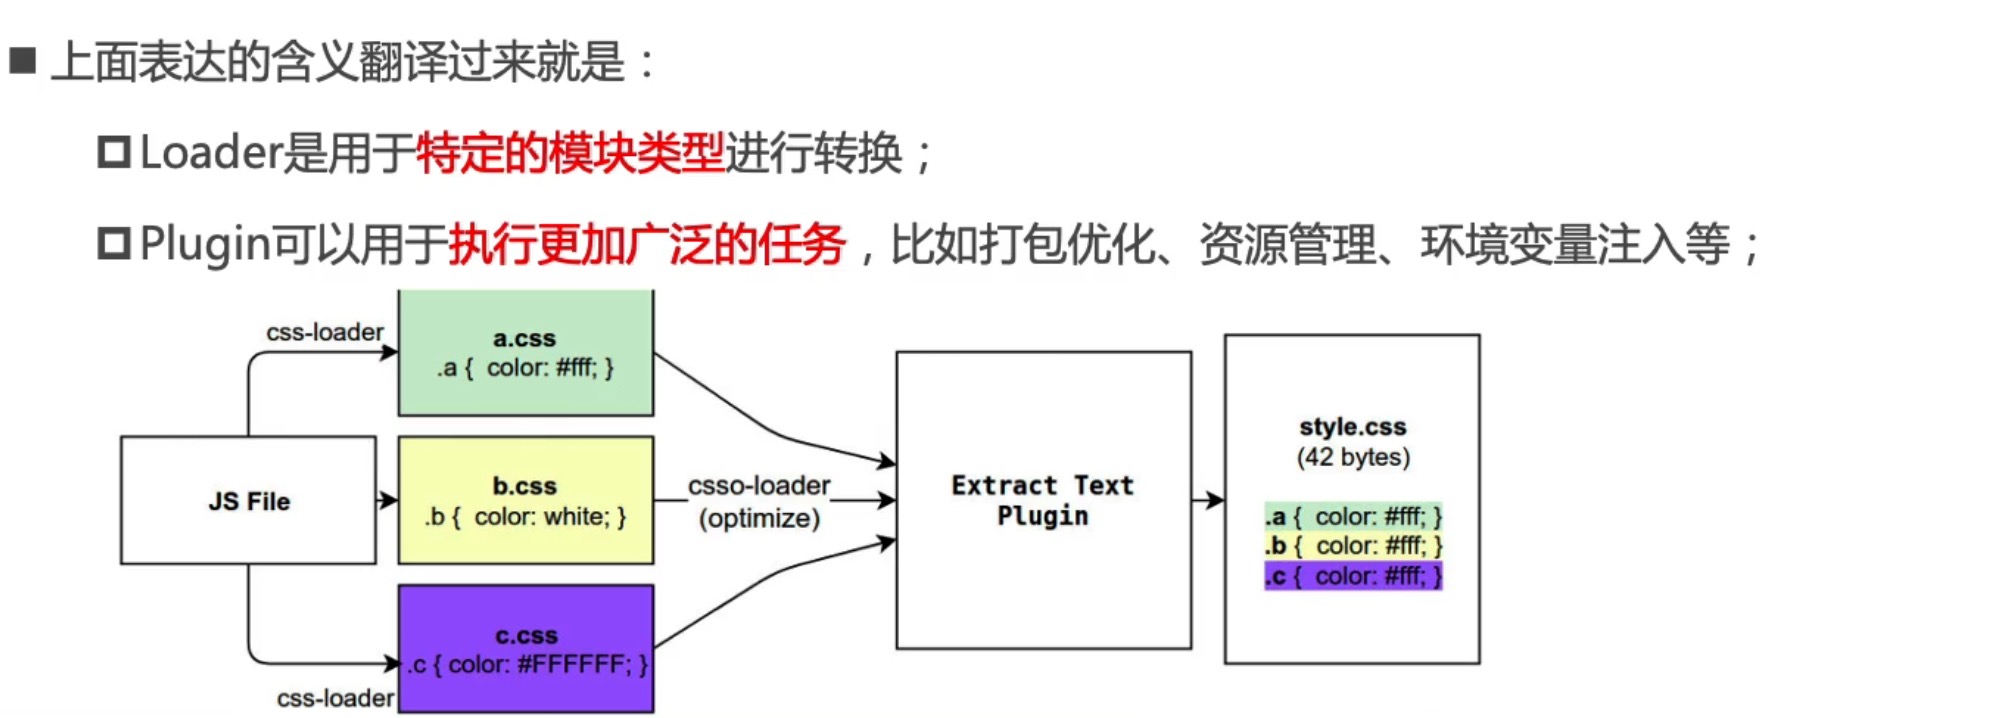 上面表达的含义翻译过来就是：
Loader是用于特定的模块类型进行转换；
Plugin可以用于执行更加广泛的任务，比如打包优化、资源管理、环境变量注入等；
css-loader
a.css
.a { color: #fff; }
JS File
b.css
.b { color: white; }
csso-loader
(optimize)
c.css
.c { color: #FFFFFF; }
css-loader
Extract Text
Plugin
style.css
(42 bytes)
.a { color: #fff; }
.b { color: #fff; }
.c { color: #fff; }